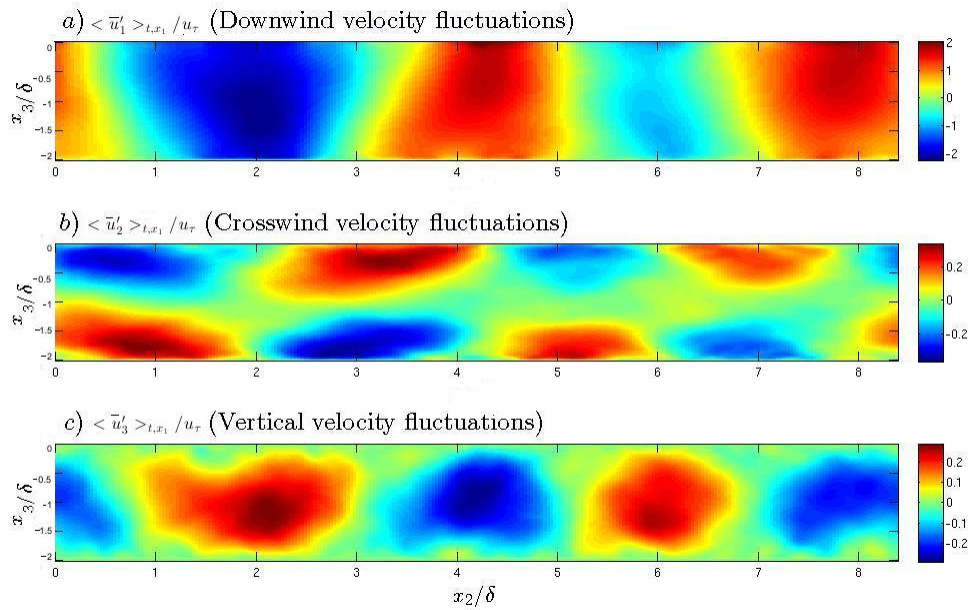 a) < u̅′₁ >ₜ,ₓ₁ /u_τ (Downwind velocity fluctuations)
x₃/δ
0
−0.5
−1
−1.5
−2
0 1 2 3 4 5 6 7 8
2
1
0
−1
−2
b) < u̅′₂ >ₜ,ₓ₁ /u_τ (Crosswind velocity fluctuations)
x₃/δ
0
−0.5
−1
−1.5
−2
0 1 2 3 4 5 6 7 8
0.2
0
−0.2
c) < u̅′₃ >ₜ,ₓ₁ /u_τ (Vertical velocity fluctuations)
x₃/δ
0
−0.5
−1
−1.5
−2
0 1 2 3 4 5 6 7 8
0.2
0.1
0
−0.1
−0.2
x₂/δ